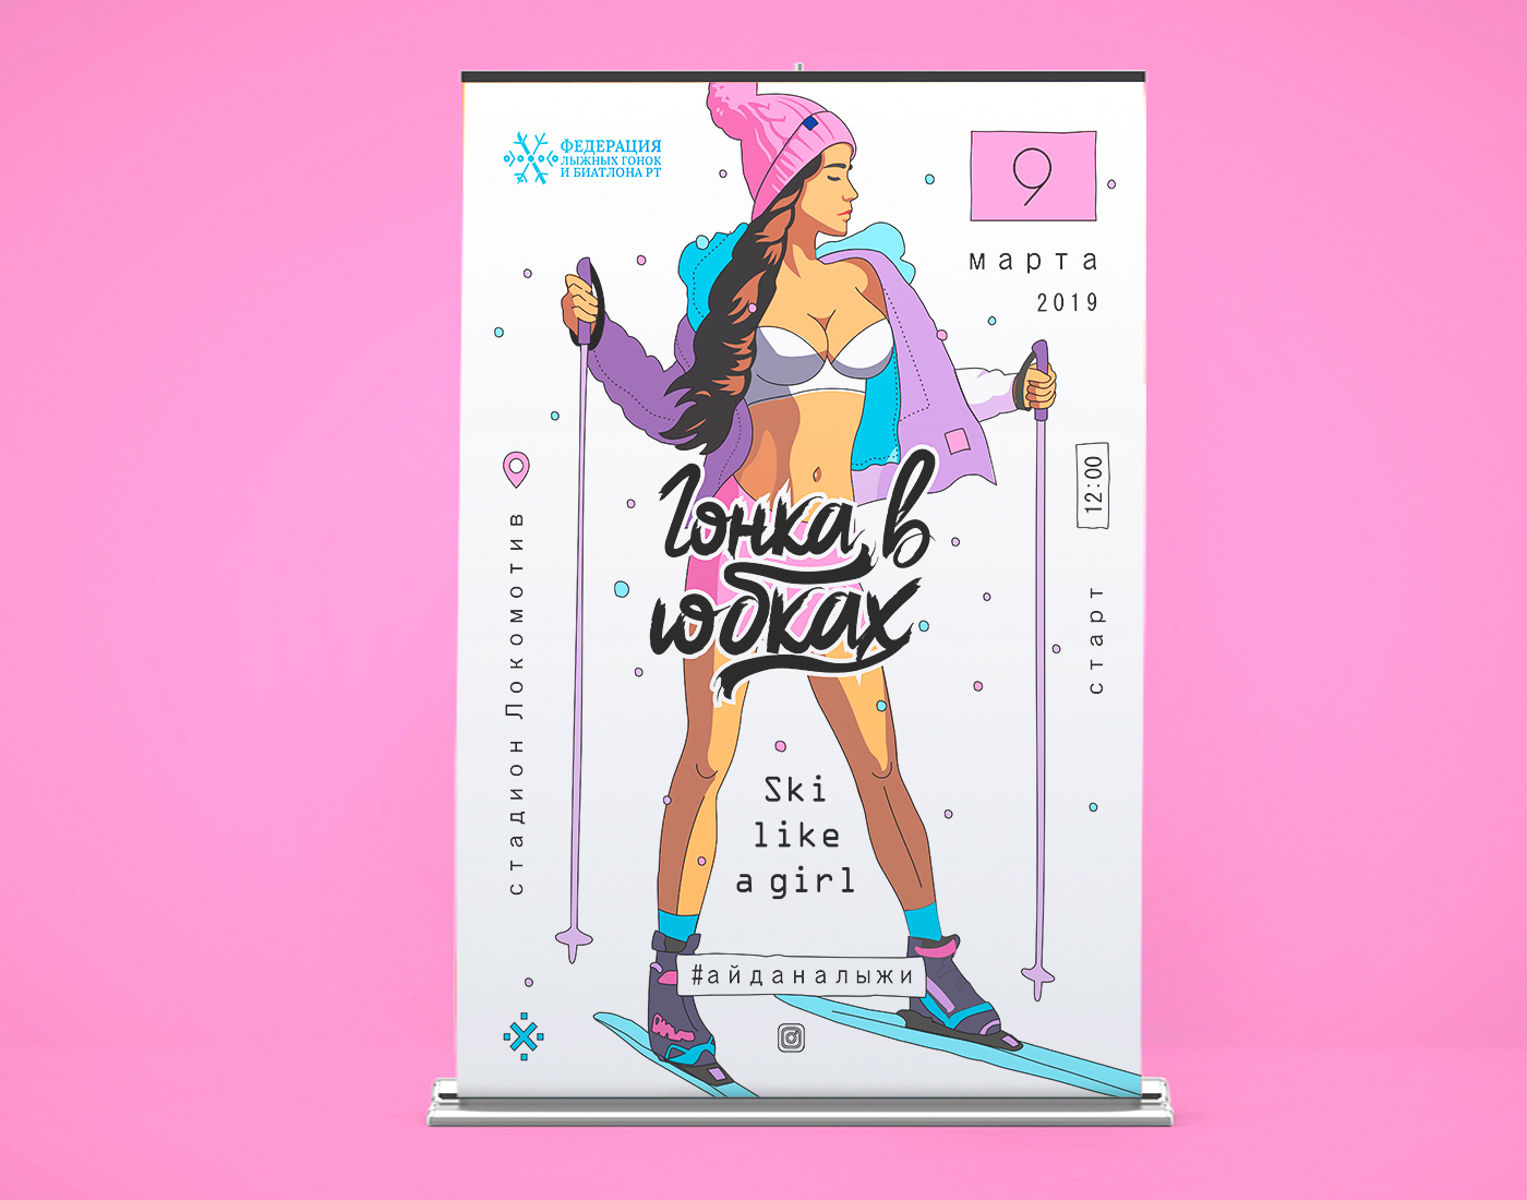 ФЕДЕРАЦИЯ
ЛЫЖНЫХ ГОНОК
И БИАТЛОНА РТ
9
марта
2019
12:00
старт
стадион Локомотив
Гонка в
юбках
Ski
like
a girl
#айданалыжи